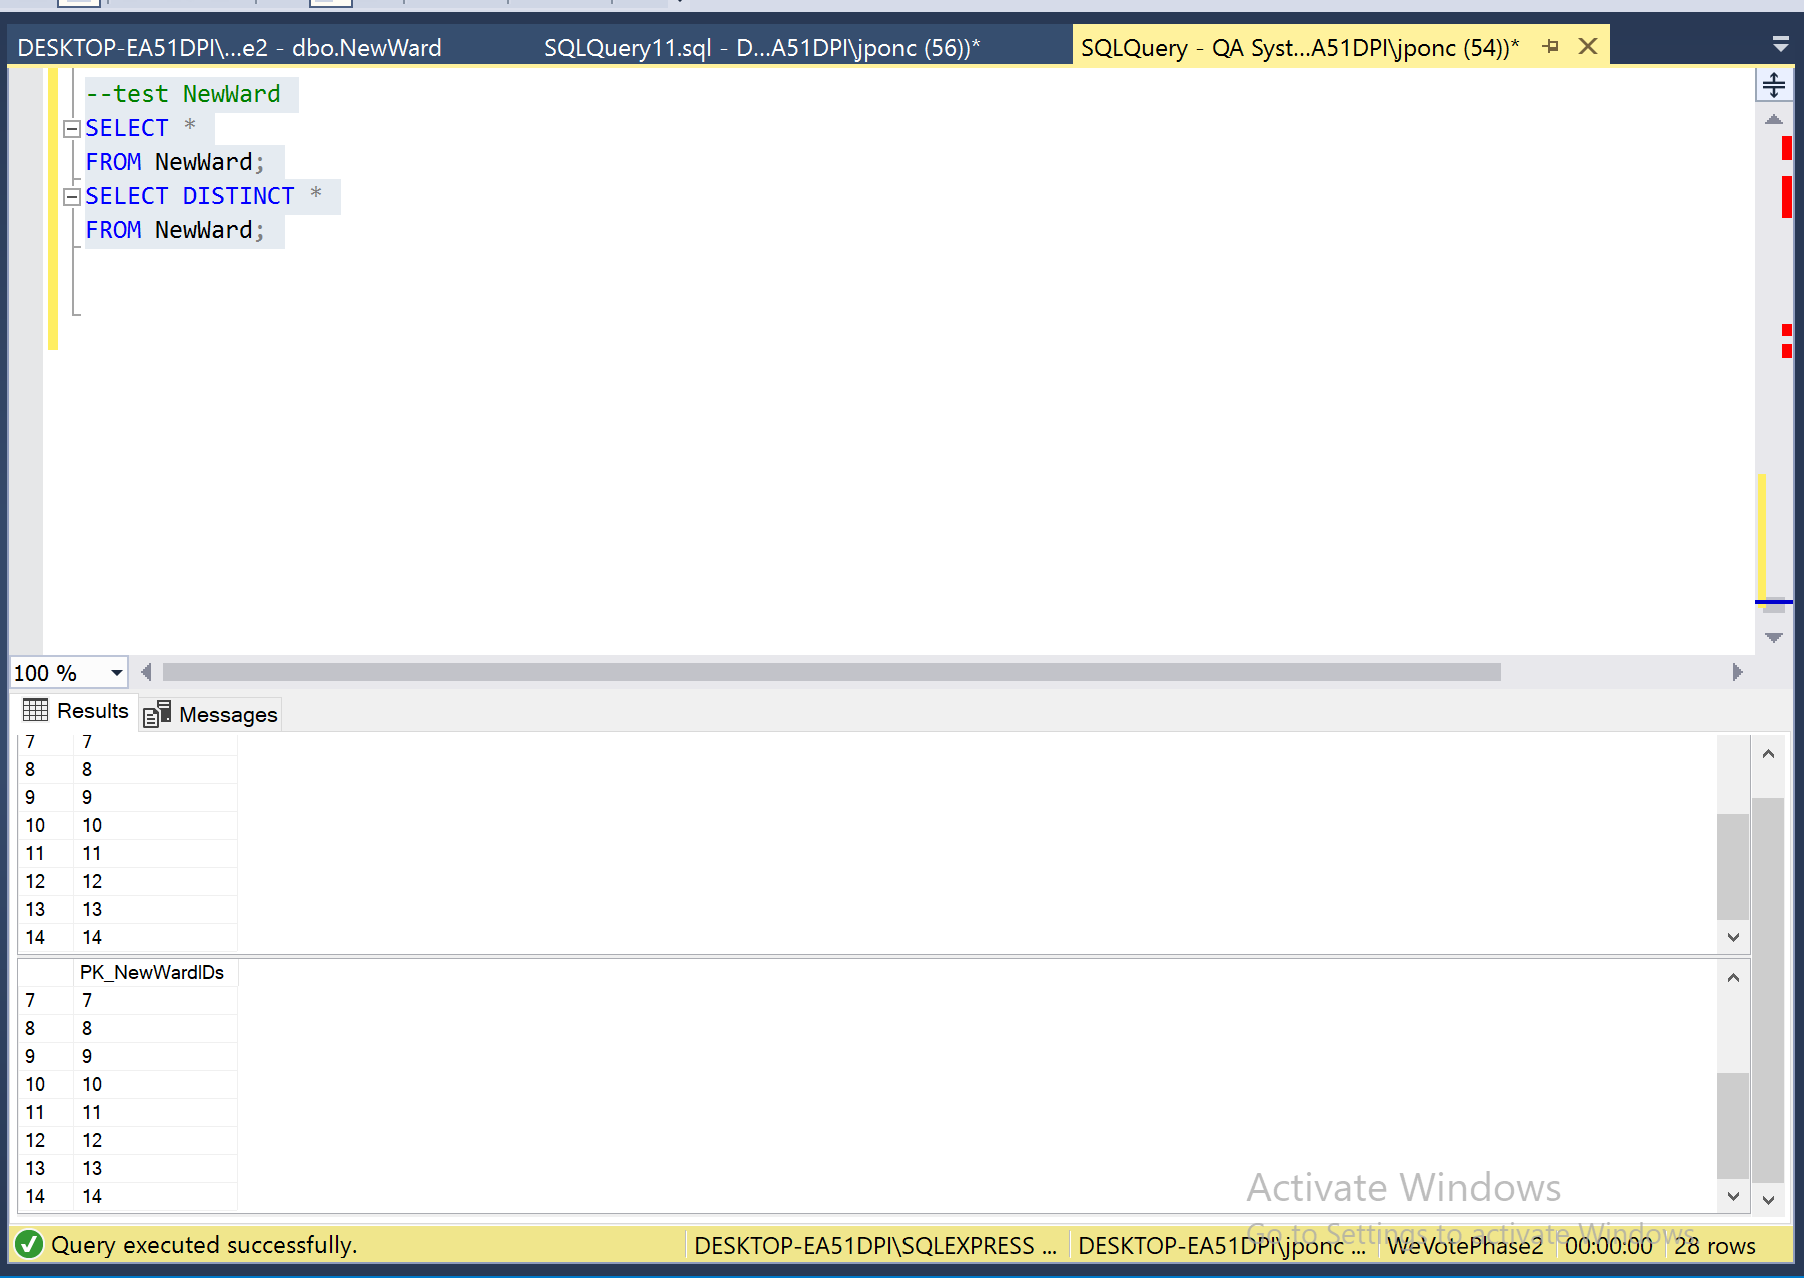 DESKTOP-EA51DPI\...e2 - dbo.NewWard
SQLQuery11.sql - D...A51DPI\jponc (56))*
SQLQuery - QA Syst...A51DPI\jponc (54))*
--test NewWard
SELECT *
FROM NewWard;
SELECT DISTINCT *
FROM NewWard;
100 %
Results
Messages
7 7
8 8
9 9
10 10
11 11
12 12
13 13
14 14
PK_NewWardIDs
7 7
8 8
9 9
10 10
11 11
12 12
13 13
14 14
Activate Windows
Go to Settings to activate Windows.
Query executed successfully.
DESKTOP-EA51DPI\SQLEXPRESS ...
DESKTOP-EA51DPI\jponc ...
WeVotePhase2
00:00:00
28 rows